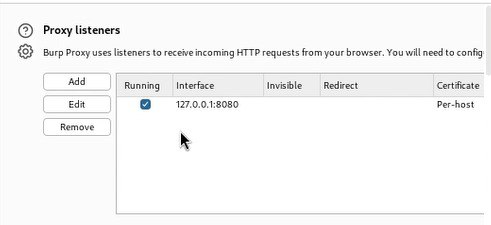 Proxy listeners
Burp Proxy uses listeners to receive incoming HTTP requests from your browser. You will need to config
Add
Edit
Remove
Running Interface Invisible Redirect Certificate
127.0.0.1:8080 Per-host